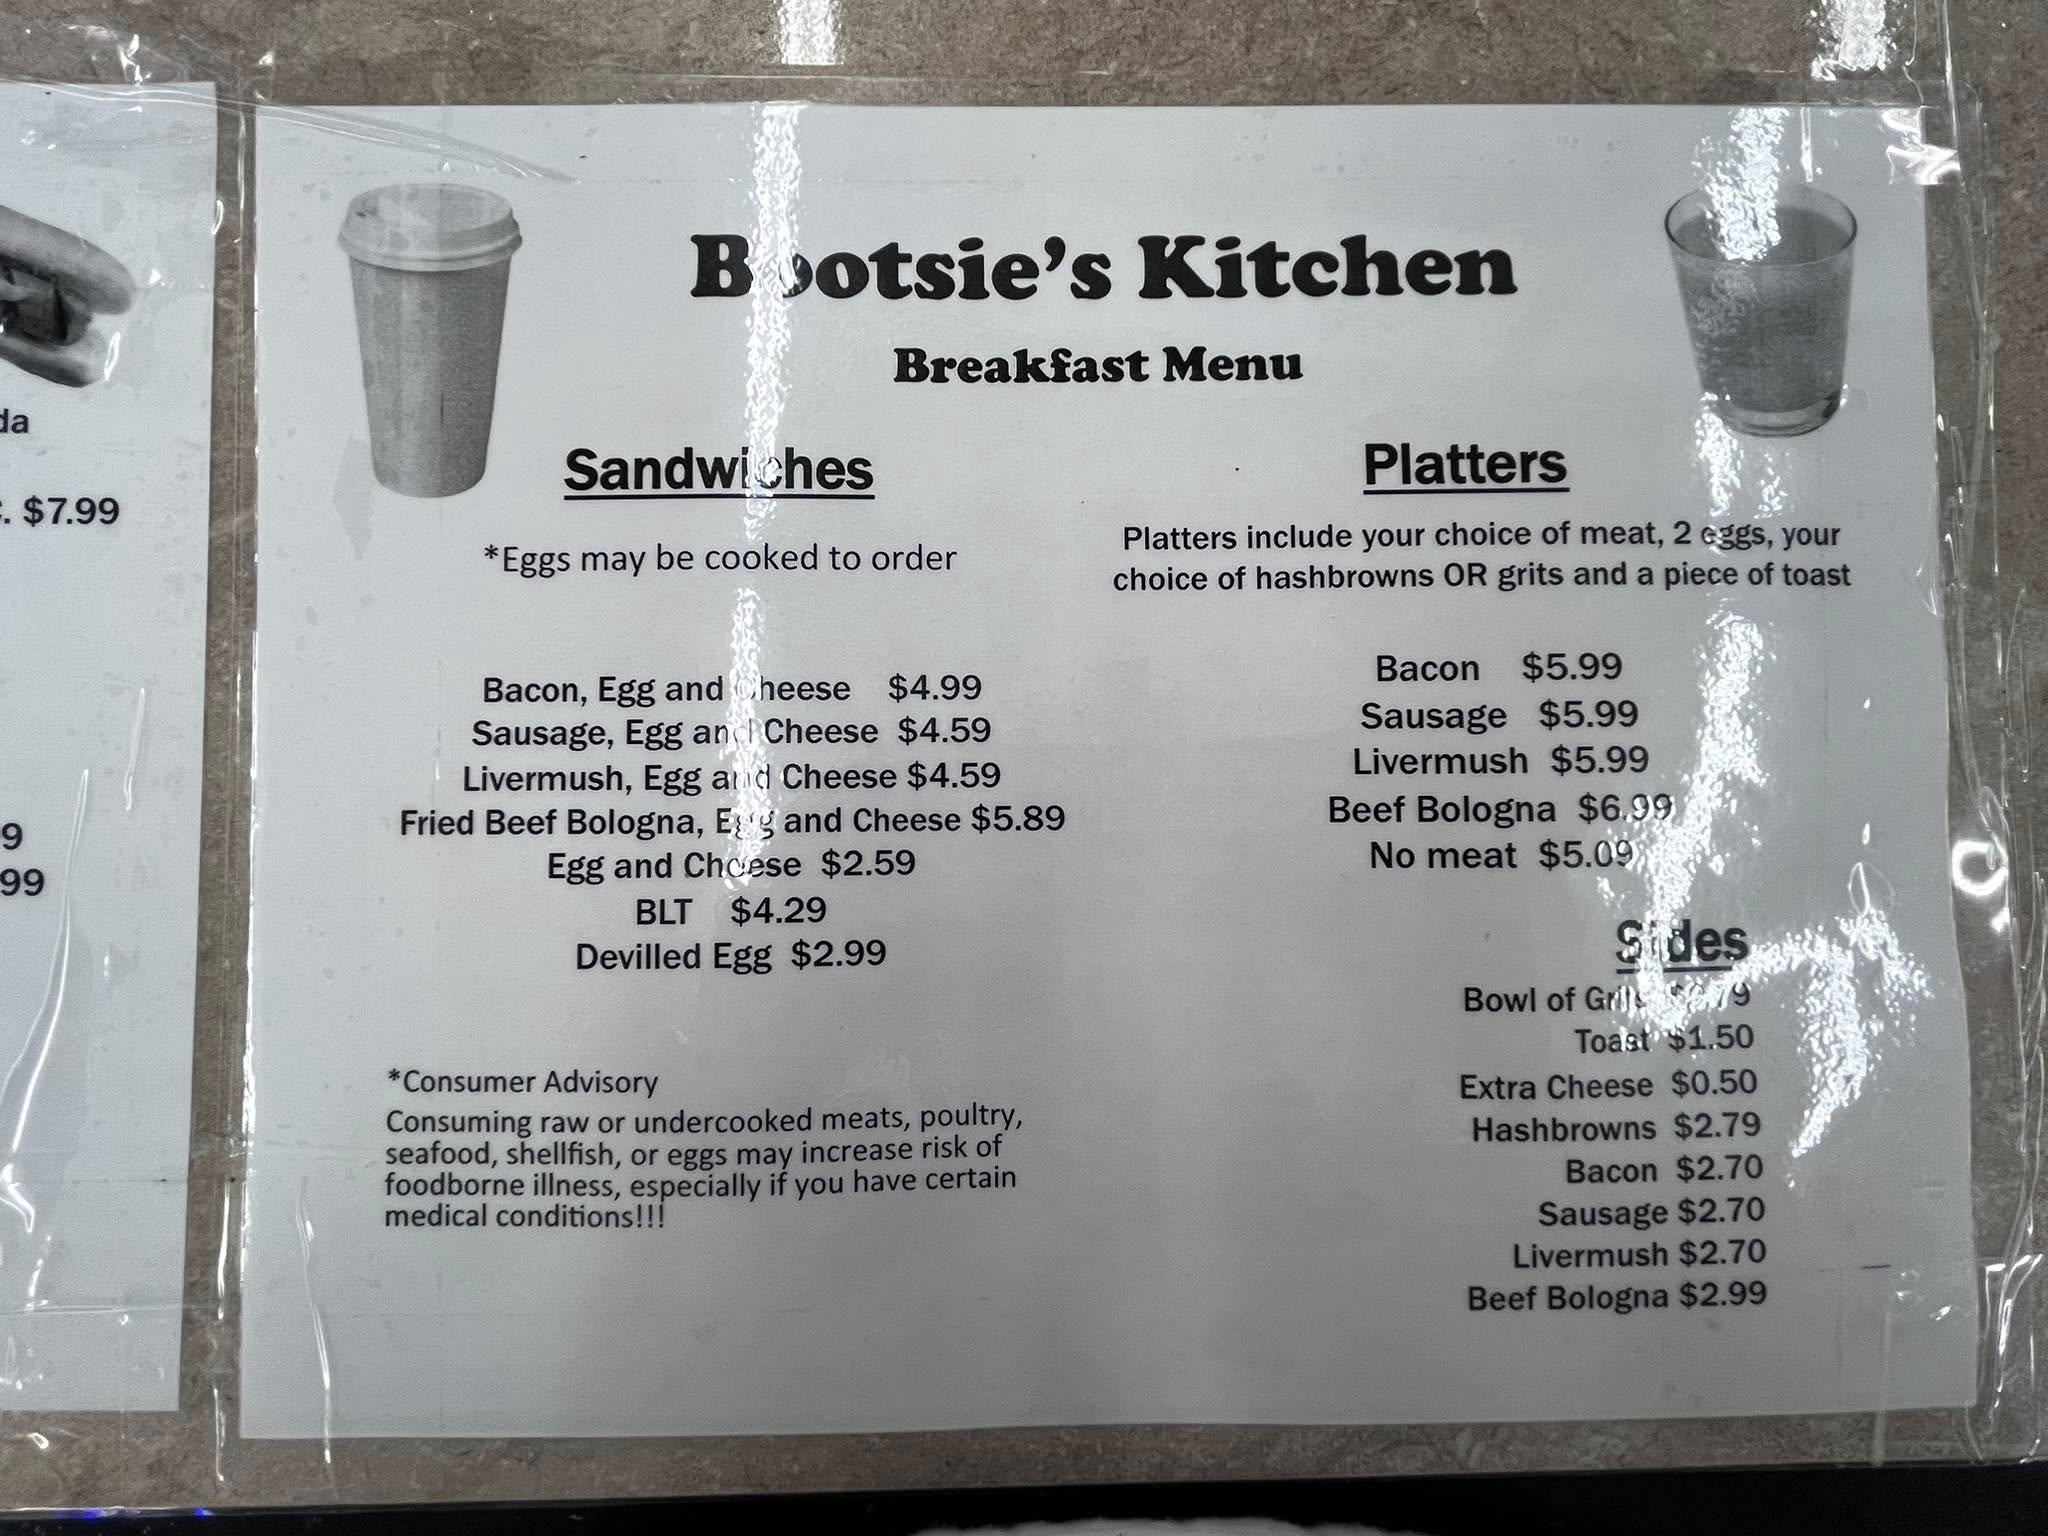 da
. $7.99
9
99
Bootsie's Kitchen
Breakfast Menu
Sandwiches
*Eggs may be cooked to order
Bacon, Egg and Cheese $4.99
Sausage, Egg and Cheese $4.59
Livermush, Egg and Cheese $4.59
Fried Beef Bologna, Egg and Cheese $5.89
Egg and Cheese $2.59
BLT $4.29
Devilled Egg $2.99
*Consumer Advisory
Consuming raw or undercooked meats, poultry,
seafood, shellfish, or eggs may increase risk of
foodborne illness, especially if you have certain
medical conditions!!!
Platters
Platters include your choice of meat, 2 eggs, your
choice of hashbrowns OR grits and a piece of toast
Bacon $5.99
Sausage $5.99
Livermush $5.99
Beef Bologna $6.99
No meat $5.09
Sides
Bowl of Grits
Toast $1.50
Extra Cheese $0.50
Hashbrowns $2.79
Bacon $2.70
Sausage $2.70
Livermush $2.70
Beef Bologna $2.99